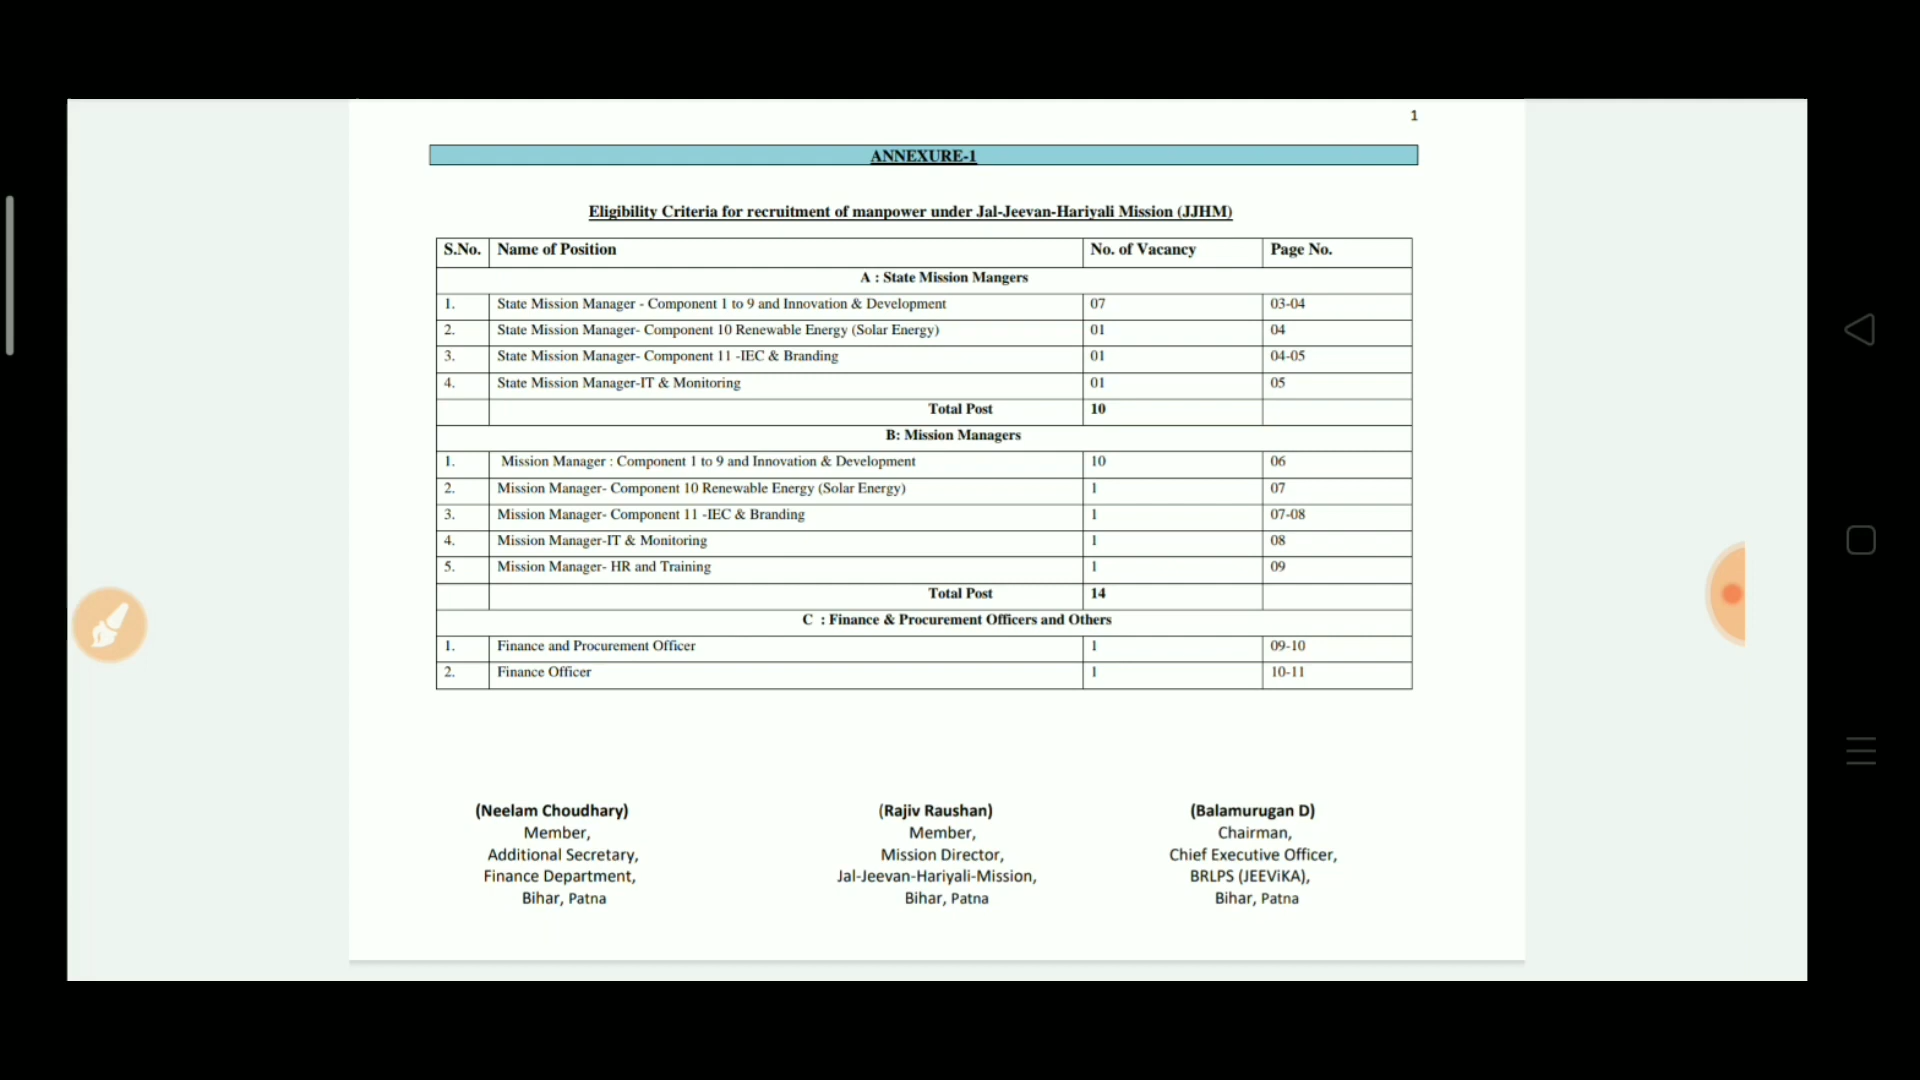 1
ANNEXURE-1
Eligibility Criteria for recruitment of manpower under Jal-Jeevan-Hariyali Mission (JJHM)
S.No. Name of Position No. of Vacancy Page No.
A : State Mission Mangers
1. State Mission Manager - Component 1 to 9 and Innovation & Development 07 03-04
2. State Mission Manager- Component 10 Renewable Energy (Solar Energy) 01 04
3. State Mission Manager- Component 11 -IEC & Branding 01 04-05
4. State Mission Manager-IT & Monitoring 01 05
Total Post 10
B: Mission Managers
1. Mission Manager : Component 1 to 9 and Innovation & Development 10 06
2. Mission Manager- Component 10 Renewable Energy (Solar Energy) 1 07
3. Mission Manager- Component 11 -IEC & Branding 1 07-08
4. Mission Manager-IT & Monitoring 1 08
5. Mission Manager- HR and Training 1 09
Total Post 14
C : Finance & Procurement Officers and Others
1. Finance and Procurement Officer 1 09-10
2. Finance Officer 1 10-11
(Neelam Choudhary) (Rajiv Raushan) (Balamurugan D)
Member, Member, Chairman,
Additional Secretary, Mission Director, Chief Executive Officer,
Finance Department, Jal-Jeevan-Hariyali-Mission, BRLPS (JEEViKA),
Bihar, Patna Bihar, Patna Bihar, Patna